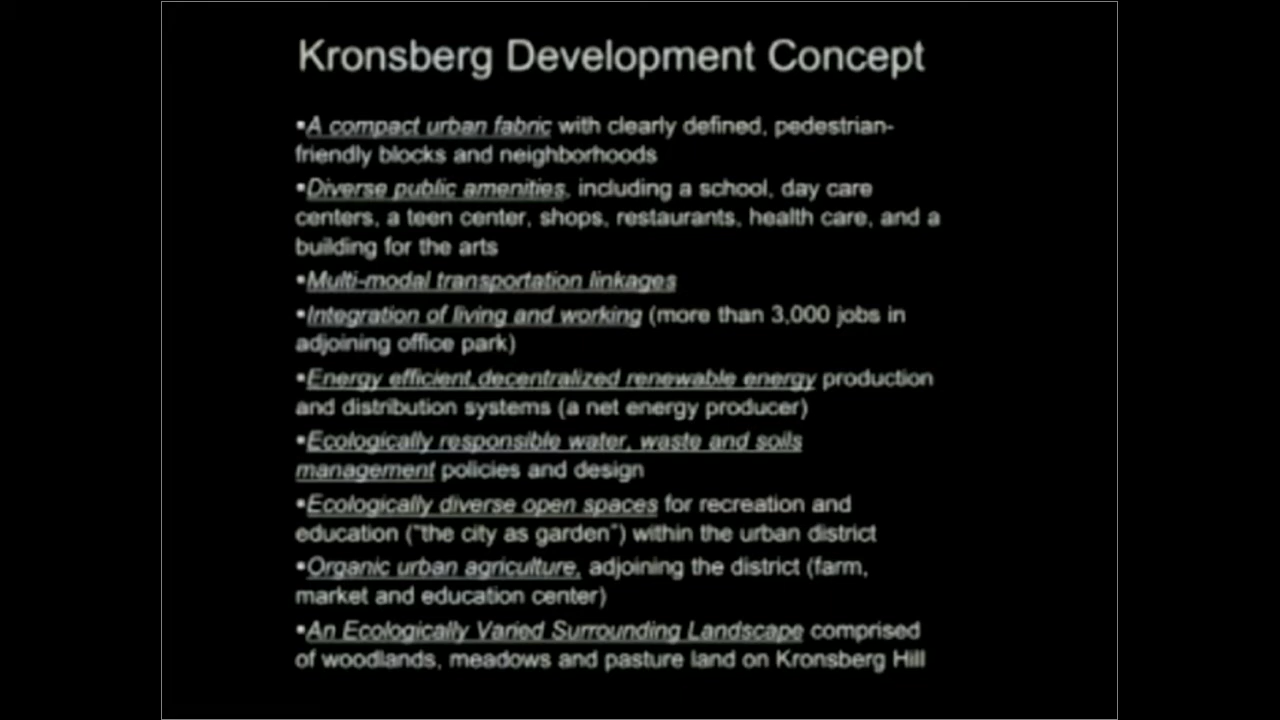 Kronsberg Development Concept
•A compact urban fabric with clearly defined, pedestrian-
friendly blocks and neighborhoods
•Diverse public amenities, including a school, day care
centers, a teen center, shops, restaurants, health care, and a
building for the arts
•Multi-modal transportation linkages
•Integration of living and working (more than 3,000 jobs in
adjoining office park)
•Energy efficient,decentralized renewable energy production
and distribution systems (a net energy producer)
•Ecologically responsible water, waste and soils
management policies and design
•Ecologically diverse open spaces for recreation and
education ("the city as garden") within the urban district
•Organic urban agriculture, adjoining the district (farm,
market and education center)
•An Ecologically Varied Surrounding Landscape comprised
of woodlands, meadows and pasture land on Kronsberg Hill